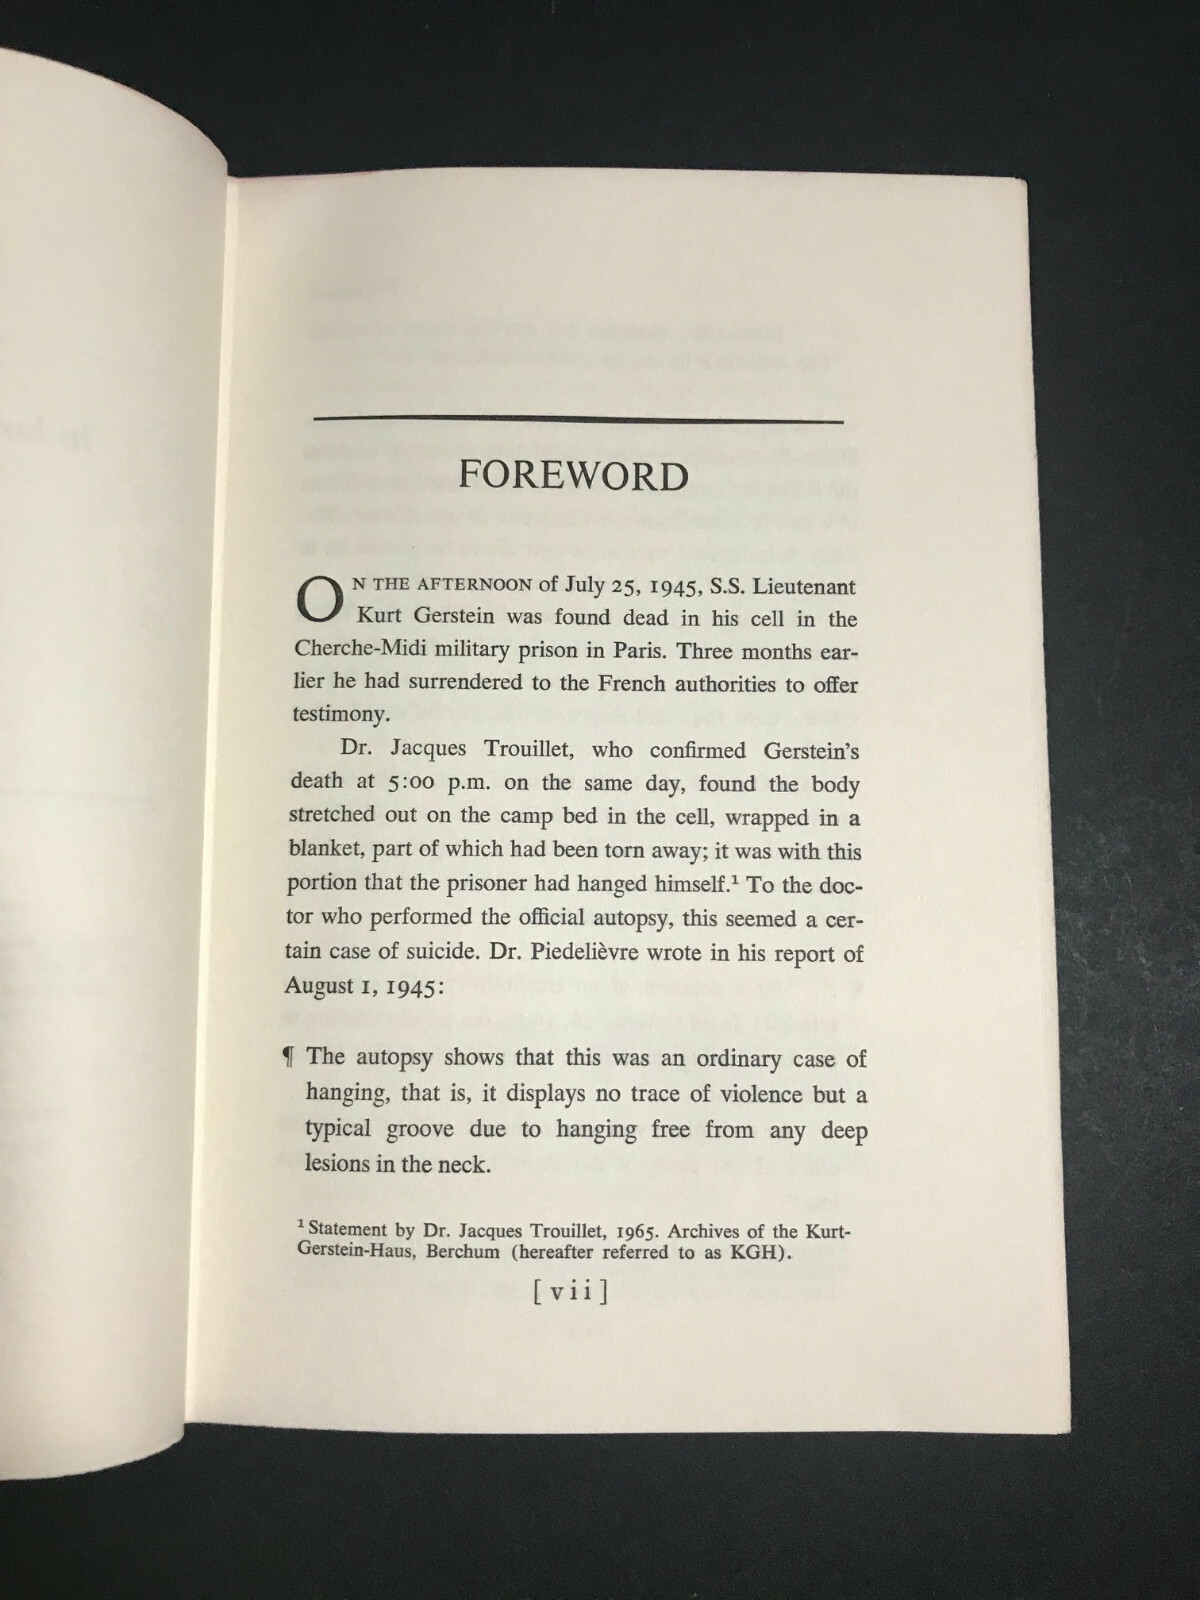 FOREWORD
ON THE AFTERNOON of July 25, 1945, S.S. Lieutenant
Kurt Gerstein was found dead in his cell in the
Cherche-Midi military prison in Paris. Three months ear-
lier he had surrendered to the French authorities to offer
testimony.
Dr. Jacques Trouillet, who confirmed Gerstein's
death at 5:00 p.m. on the same day, found the body
stretched out on the camp bed in the cell, wrapped in a
blanket, part of which had been torn away; it was with this
portion that the prisoner had hanged himself.¹ To the doc-
tor who performed the official autopsy, this seemed a cer-
tain case of suicide. Dr. Piedelièvre wrote in his report of
August 1, 1945:
¶ The autopsy shows that this was an ordinary case of
hanging, that is, it displays no trace of violence but a
typical groove due to hanging free from any deep
lesions in the neck.
¹ Statement by Dr. Jacques Trouillet, 1965. Archives of the Kurt-
Gerstein-Haus, Berchum (hereafter referred to as KGH).
[vii]